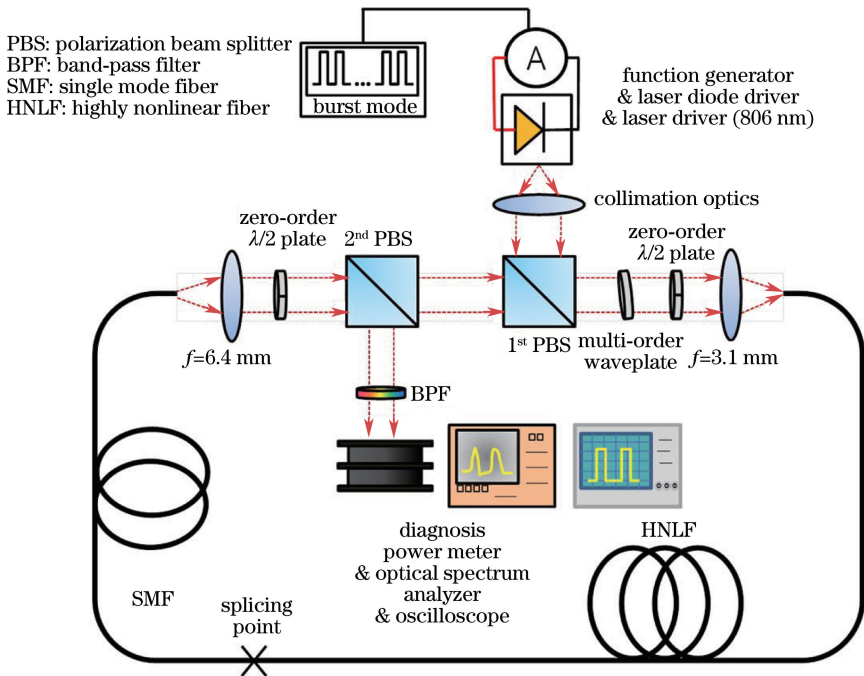 PBS: polarization beam splitter
BPF: band-pass filter
SMF: single mode fiber
HNLF: highly nonlinear fiber
burst mode
A
function generator
& laser diode driver
& laser driver (806 nm)
collimation optics
zero-order
λ/2 plate
2nd PBS
zero-order
λ/2 plate
f=6.4 mm
1st PBS
multi-order
waveplate
f=3.1 mm
BPF
diagnosis
power meter
& optical spectrum
analyzer
& oscilloscope
HNLF
SMF
splicing
point